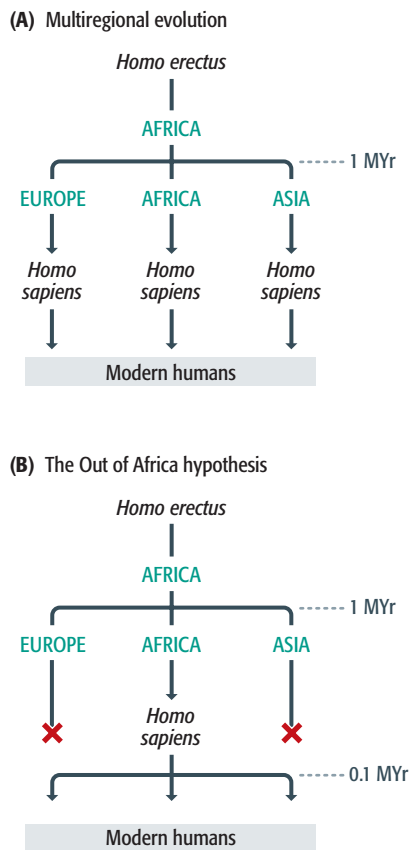 (A) Multiregional evolution
Homo erectus
AFRICA
1 MYr
EUROPE AFRICA ASIA
Homo sapiens Homo sapiens Homo sapiens
Modern humans
(B) The Out of Africa hypothesis
Homo erectus
AFRICA
1 MYr
EUROPE AFRICA ASIA
Homo
sapiens
0.1 MYr
Modern humans